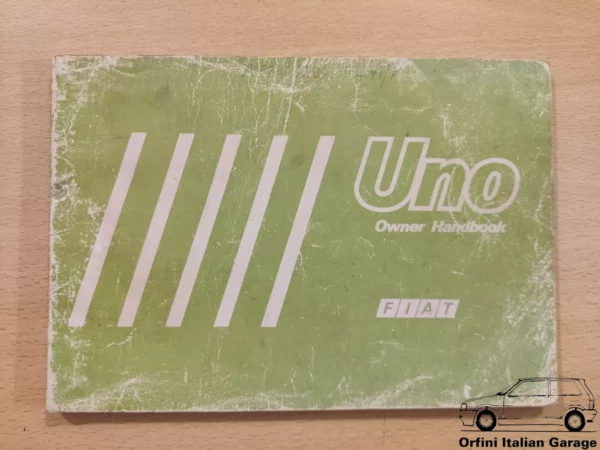 Uno
Owner Handbook
FIAT
Orfini Italian Garage